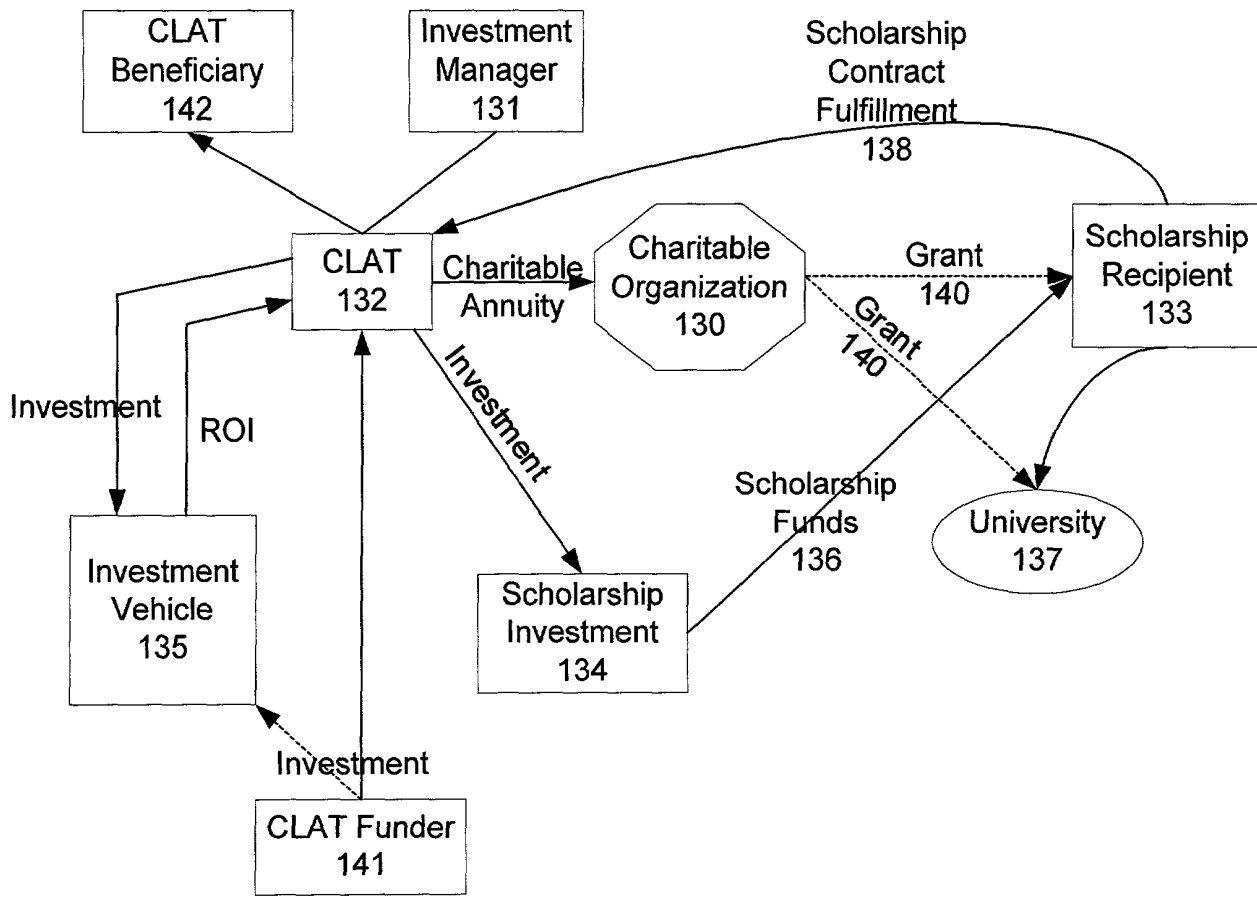 CLAT
Beneficiary
142
Investment
Manager
131
Scholarship
Contract
Fulfillment
138
CLAT
132
Charitable
Annuity
Charitable
Organization
130
Grant
140
Scholarship
Recipient
133
Grant
140
Investment
ROI
Investment
Scholarship
Funds
136
University
137
Investment
Vehicle
135
Scholarship
Investment
134
Investment
CLAT Funder
141